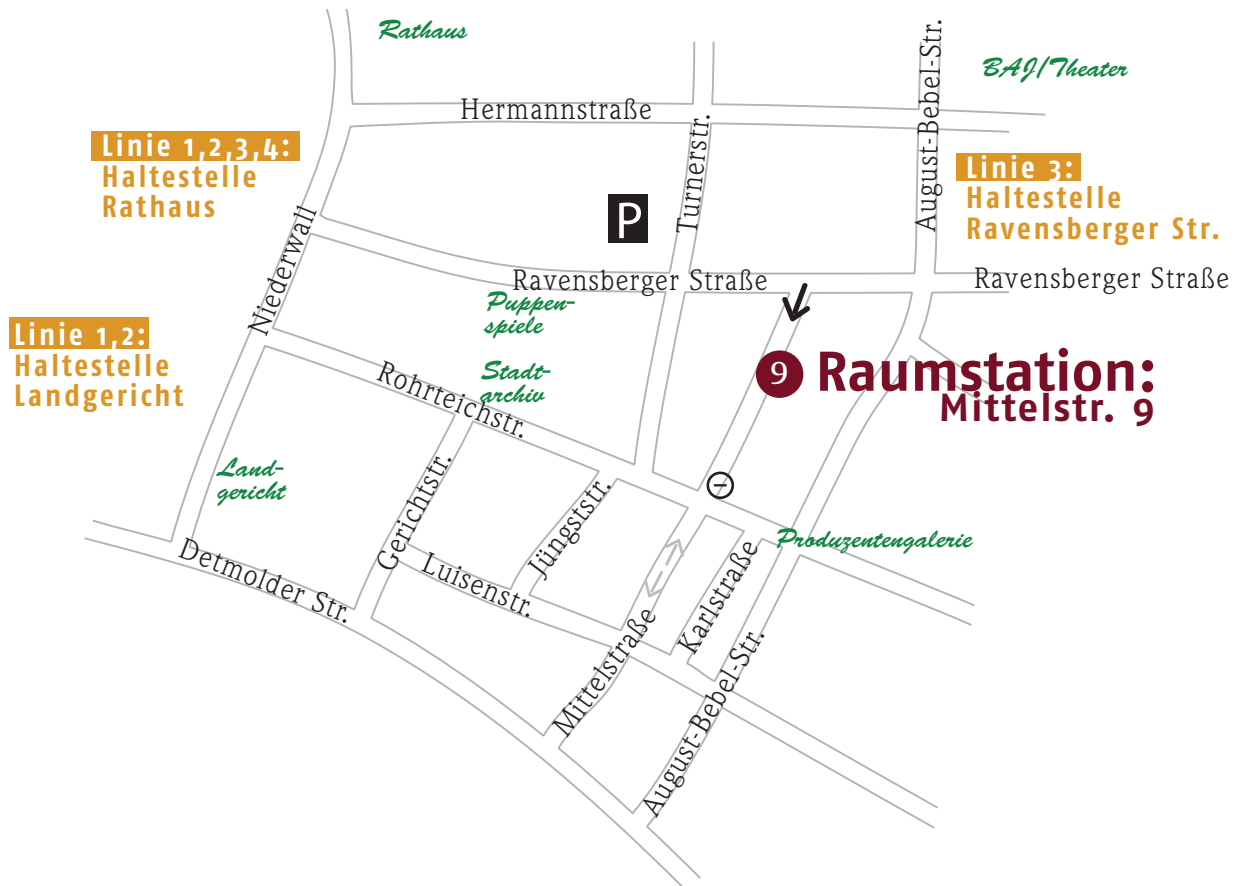 Rathaus
BAJ/Theater
August-Bebel-Str.
Hermannstraße
Linie 1,2,3,4:
Haltestelle
Rathaus
Turnerstr.
Linie 3:
Haltestelle
Ravensberger Str.
P
Niederwall
Ravensberger Straße
Ravensberger Straße
Puppen-
spiele
Linie 1,2:
Haltestelle
Landgericht
Stadt-
archiv
Rohrteichstr.
9 Raumstation:
Mittelstr. 9
Land-
gericht
Gerichtstr.
Jüngststr.
Produzentengalerie
Detmolder Str.
Luisenstr.
Karlstraße
Mittelstraße
August-Bebel-Str.